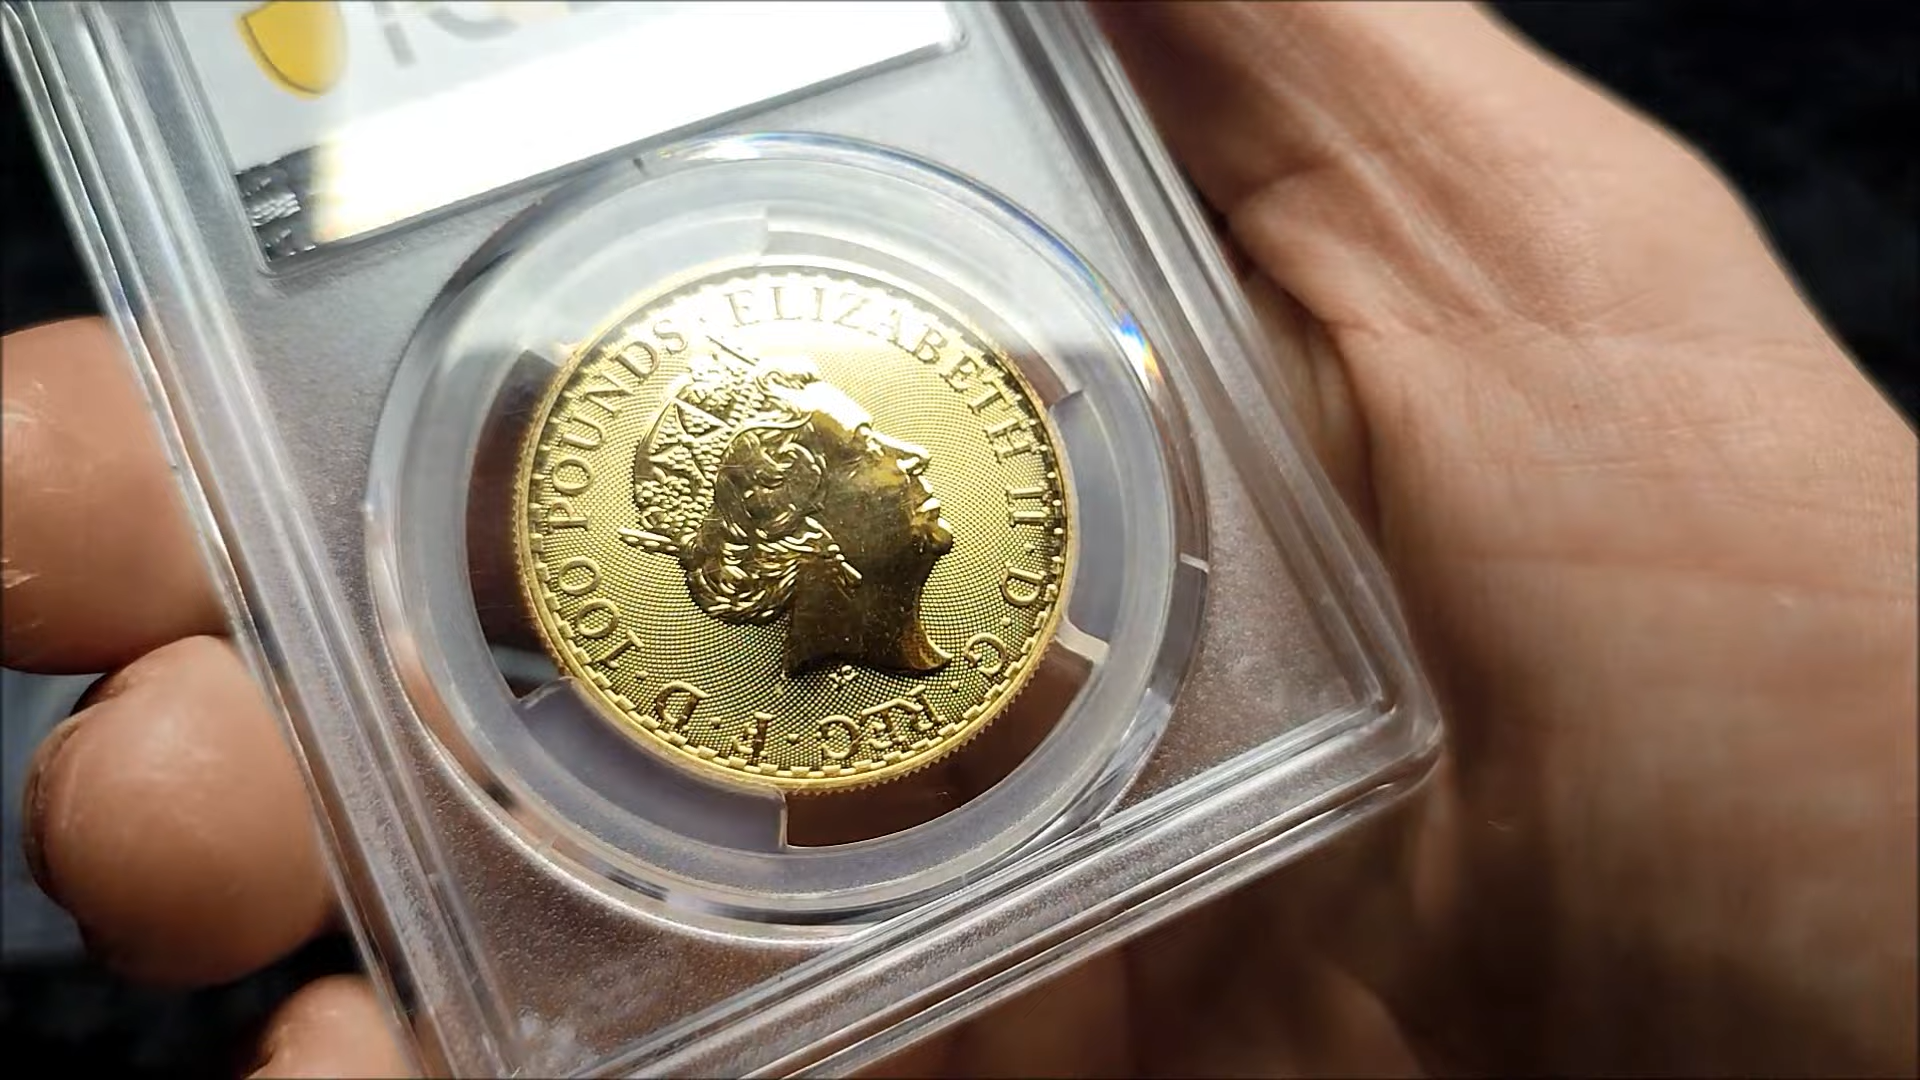 100 POUNDS · ELIZABETH II · D · G · REG · F · D ·